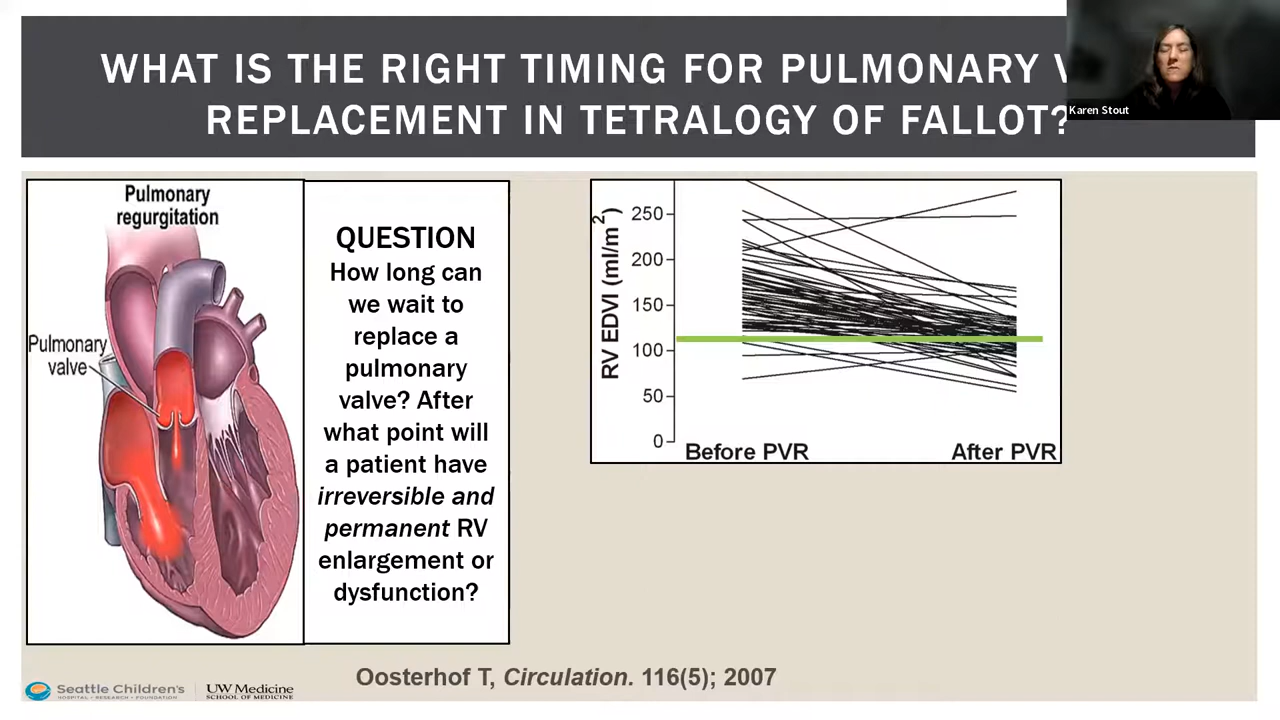 WHAT IS THE RIGHT TIMING FOR PULMONARY
REPLACEMENT IN TETRALOGY OF FALLOT?
Karen Stout
Pulmonary
regurgitation
Pulmonary
valve
QUESTION
How long can
we wait to
replace a
pulmonary
valve? After
what point will
a patient have
irreversible and
permanent RV
enlargement or
dysfunction?
RV EDVI (ml/m²)
250
200
150
100
50
0
Before PVR
After PVR
Oosterhof T, Circulation. 116(5); 2007
Seattle Children's
HOSPITAL • RESEARCH • FOUNDATION
UW Medicine
SCHOOL OF MEDICINE